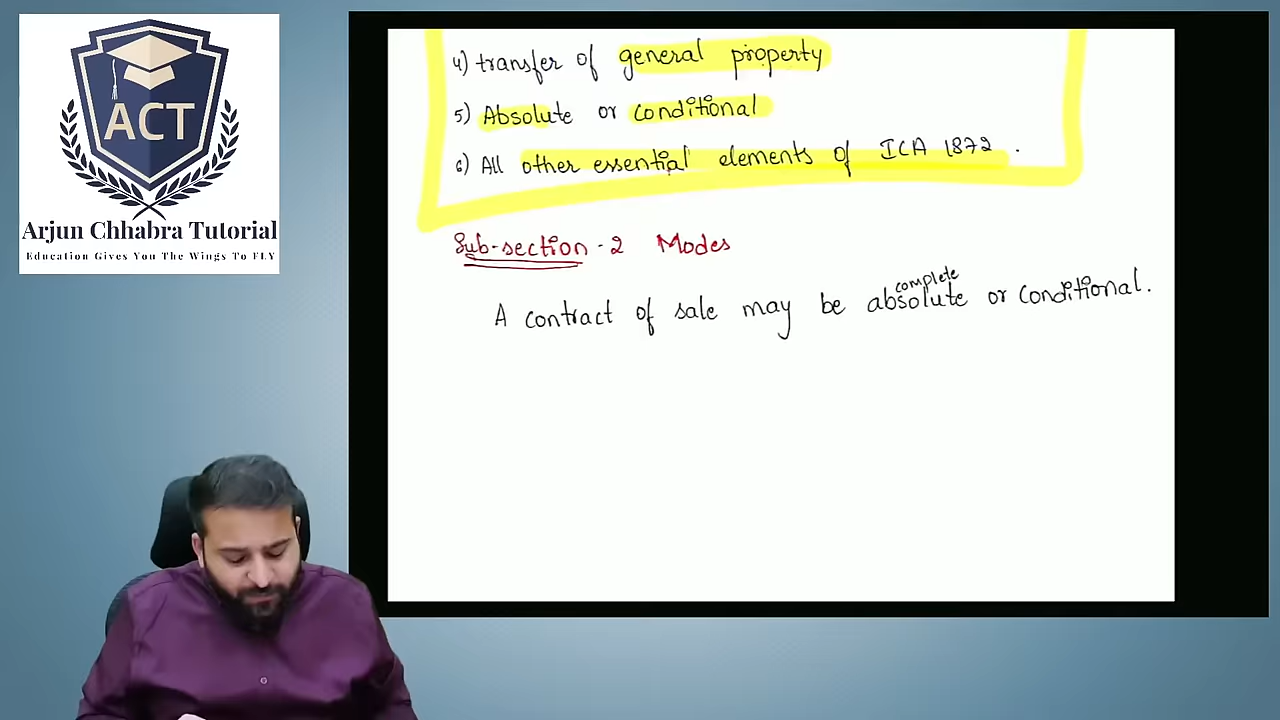 ACT
Arjun Chhabra Tutorial
Education Gives You The Wings To FLY
4) transfer of general property
5) Absolute or conditional
6) All other essential elements of ICA 1872 .
Sub-section - 2 Modes
complete
A contract of sale may be absolute or conditional.